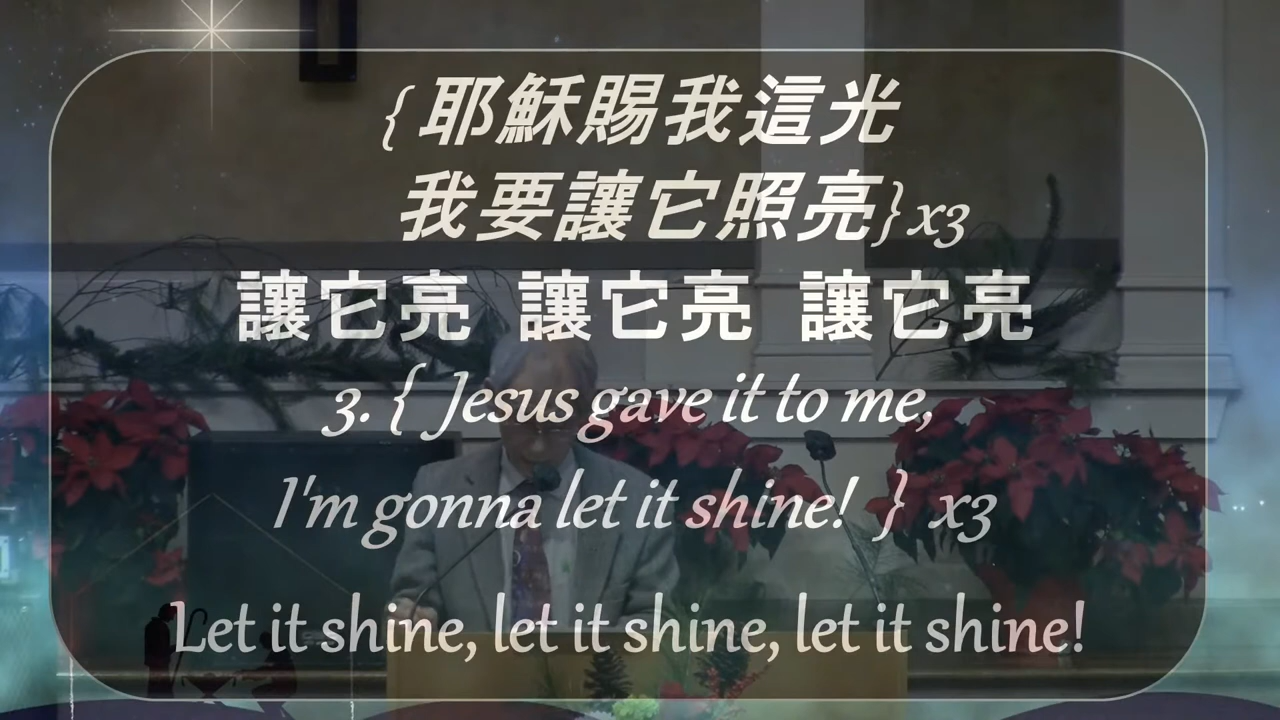 {耶穌賜我這光
我要讓它照亮}x3
讓它亮 讓它亮 讓它亮
3. { Jesus gave it to me,
I'm gonna let it shine! } x3
Let it shine, let it shine, let it shine!